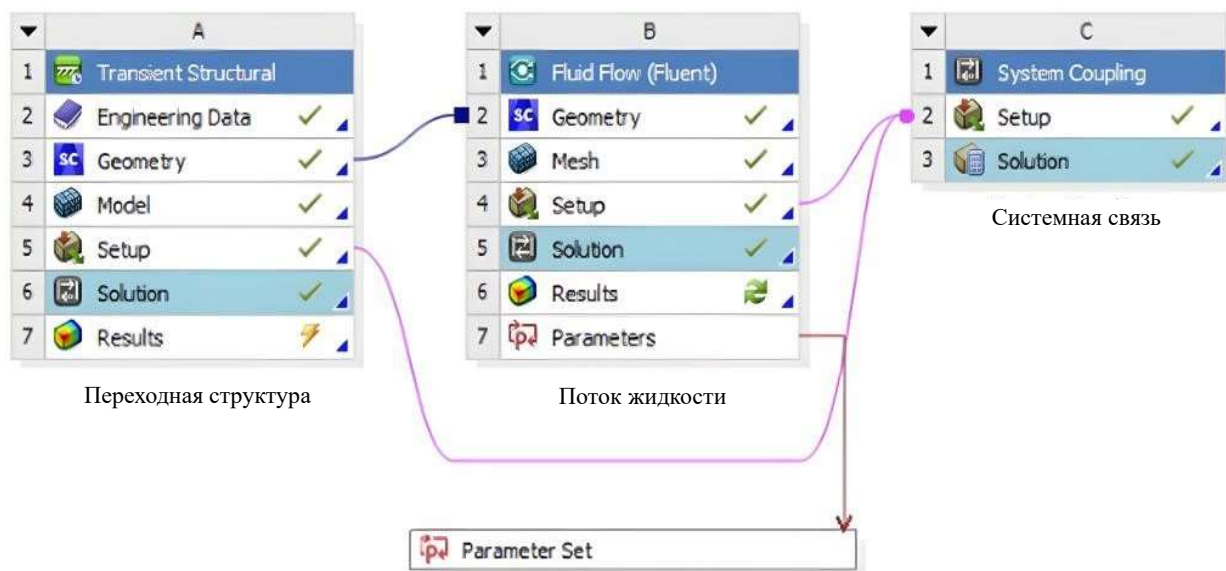 A
1 Transient Structural
2 Engineering Data
3 SC Geometry
4 Model
5 Setup
6 Solution
7 Results
Переходная структура
B
1 Fluid Flow (Fluent)
2 SC Geometry
3 Mesh
4 Setup
5 Solution
6 Results
7 Parameters
Поток жидкости
C
1 System Coupling
2 Setup
3 Solution
Системная связь
Parameter Set